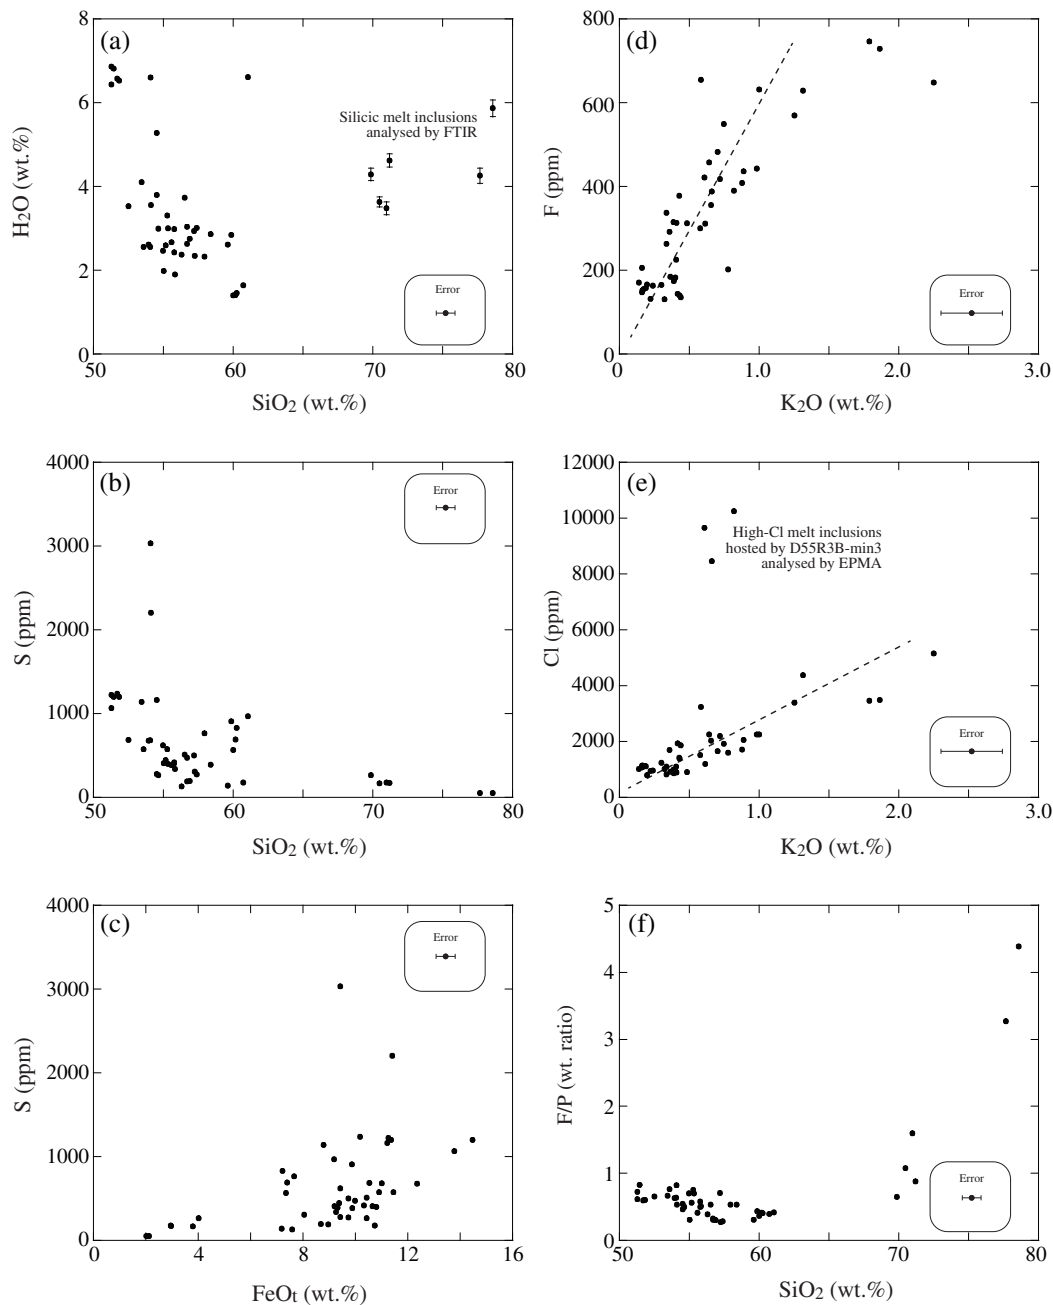 (a)
8
6
4
2
0
H2O (wt.%)
Silicic melt inclusions
analysed by FTIR
Error
50 60 70 80
SiO2 (wt.%)
(d)
800
600
400
200
0
F (ppm)
Error
0 1.0 2.0 3.0
K2O (wt.%)
(b)
4000
3000
2000
1000
0
S (ppm)
Error
50 60 70 80
SiO2 (wt.%)
(e)
12000
10000
8000
6000
4000
2000
0
Cl (ppm)
High-Cl melt inclusions
hosted by D55R3B-min3
analysed by EPMA
Error
0 1.0 2.0 3.0
K2O (wt.%)
(c)
4000
3000
2000
1000
0
S (ppm)
Error
0 4 8 12 16
FeOt (wt.%)
(f)
5
4
3
2
1
0
F/P (wt. ratio)
Error
50 60 70 80
SiO2 (wt.%)